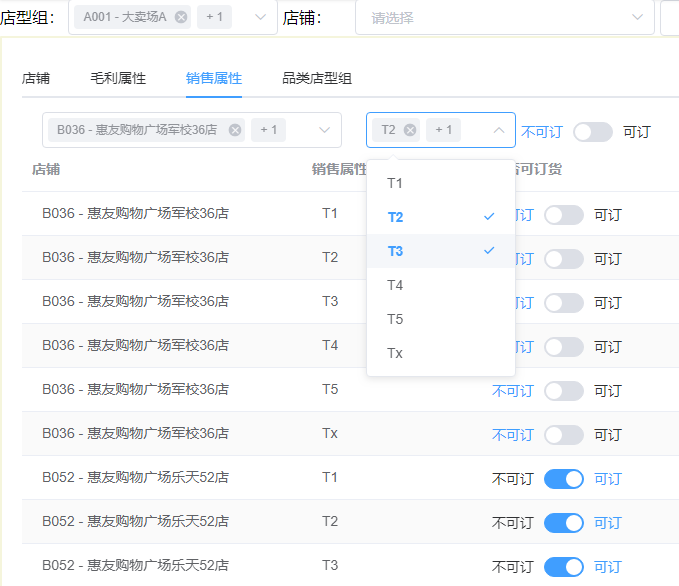 店型组： A001 - 大卖场A + 1 店铺： 请选择
店铺 毛利属性 销售属性 品类店型组
B036 - 惠友购物广场军校36店 + 1 T2 + 1 不可订 可订
店铺 销售属性 可订货
T1
T2
T3
T4
T5
Tx
B036 - 惠友购物广场军校36店 T1 订 可订
B036 - 惠友购物广场军校36店 T2 订 可订
B036 - 惠友购物广场军校36店 T3 订 可订
B036 - 惠友购物广场军校36店 T4 订 可订
B036 - 惠友购物广场军校36店 T5 不可订 可订
B036 - 惠友购物广场军校36店 Tx 不可订 可订
B052 - 惠友购物广场乐天52店 T1 不可订 可订
B052 - 惠友购物广场乐天52店 T2 不可订 可订
B052 - 惠友购物广场乐天52店 T3 不可订 可订